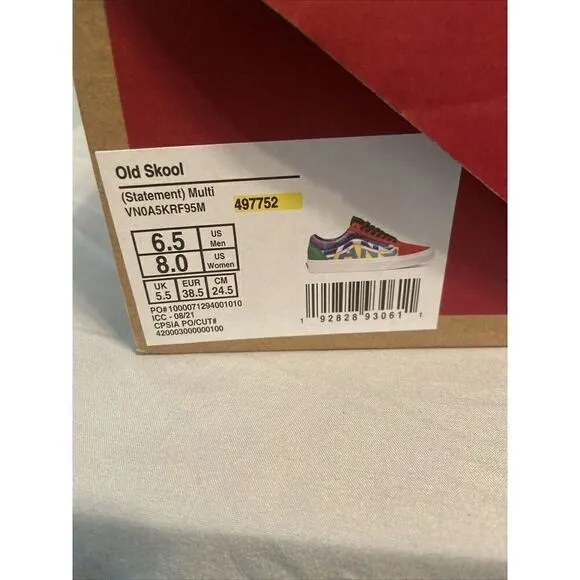 Old Skool
(Statement) Multi
VN0A5KRF95M 497752
6.5 US Men
8.0 US Women
UK EUR CM
5.5 38.5 24.5
PO# 1000071294001010
ICC - 08/21
CPSIA PO/CUT#
420003000000100
1 92828 93061 1